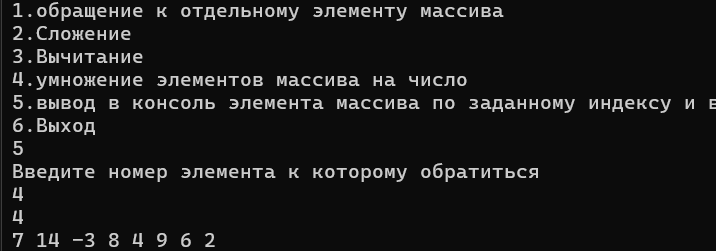 1.обращение к отдельному элементу массива
2.Сложение
3.Вычитание
4.умножение элементов массива на число
5.вывод в консоль элемента массива по заданному индексу и в
6.Выход
5
Введите номер элемента к которому обратиться
4
4
7 14 -3 8 4 9 6 2